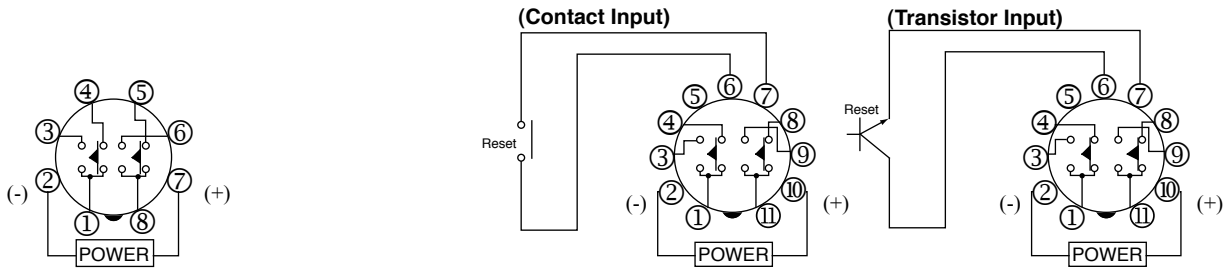 (Contact Input) (Transistor Input)
④ ⑤ ⑥ ⑦ ⑥ ⑦
⑤ ⑤
Reset
③ ⑥ ④ ⑧ ④ ⑧
Reset
③ ⑨ ③ ⑨
(-) ② ⑦ (+) (-) ② ⑩ (+) (-) ② ⑩ (+)
① ⑧ ① ⑪ ① ⑪
POWER POWER POWER